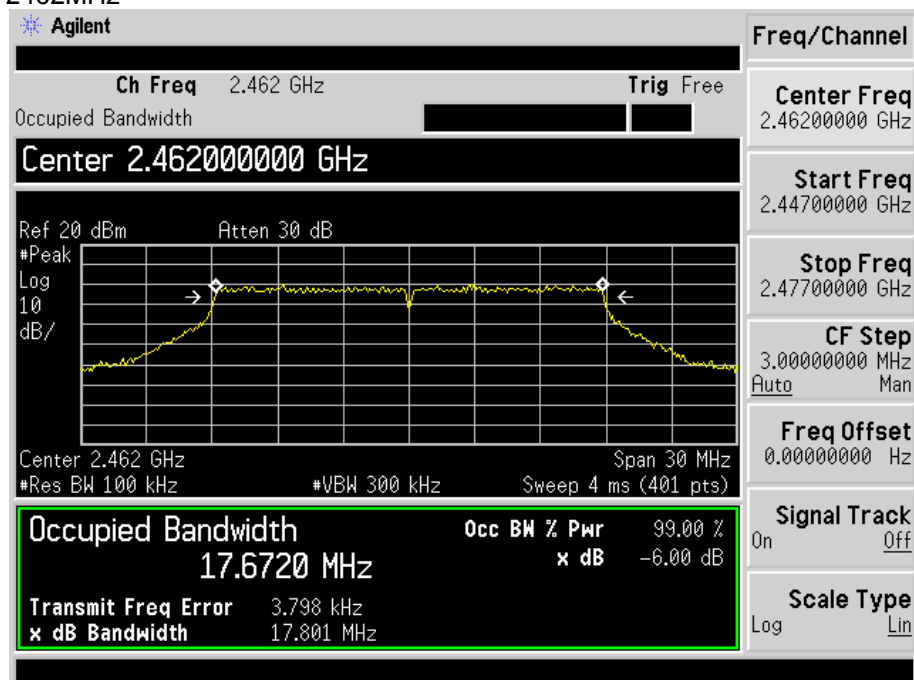 2462MHz
Agilent
Freq/Channel
Ch Freq 2.462 GHz Trig Free
Occupied Bandwidth
Center 2.462000000 GHz
Ref 20 dBm Atten 30 dB
#Peak
Log
10
dB/
Center 2.462 GHz Span 30 MHz
#Res BW 100 kHz #VBW 300 kHz Sweep 4 ms (401 pts)
Occupied Bandwidth Occ BW % Pwr 99.00 %
17.6720 MHz x dB -6.00 dB
Transmit Freq Error 3.798 kHz
x dB Bandwidth 17.801 MHz
Center Freq
2.46200000 GHz
Start Freq
2.44700000 GHz
Stop Freq
2.47700000 GHz
CF Step
3.00000000 MHz
Auto Man
Freq Offset
0.00000000 Hz
Signal Track
On Off
Scale Type
Log Lin